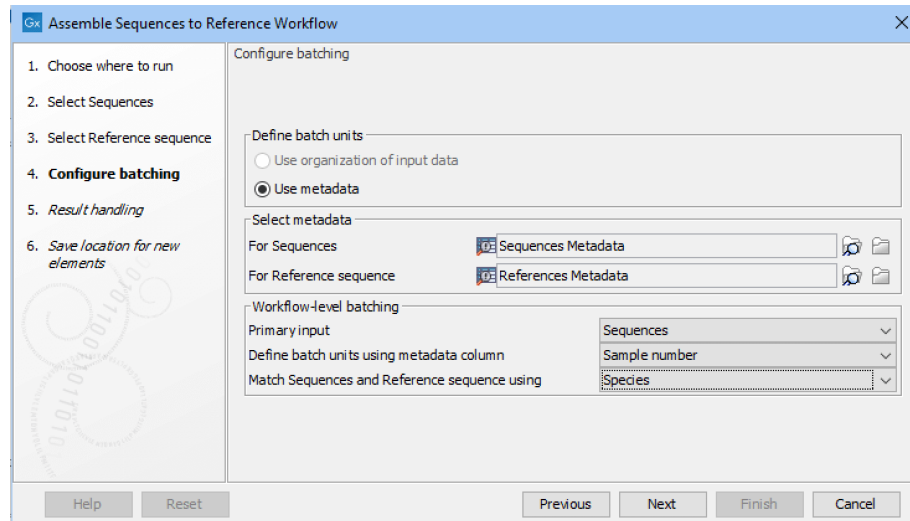 Gx Assemble Sequences to Reference Workflow
1. Choose where to run
2. Select Sequences
3. Select Reference sequence
4. Configure batching
5. Result handling
6. Save location for new
elements
Configure batching
Define batch units
Use organization of input data
Use metadata
Select metadata
For Sequences Sequences Metadata
For Reference sequence References Metadata
Workflow-level batching
Primary input Sequences
Define batch units using metadata column Sample number
Match Sequences and Reference sequence using Species
Help Reset Previous Next Finish Cancel